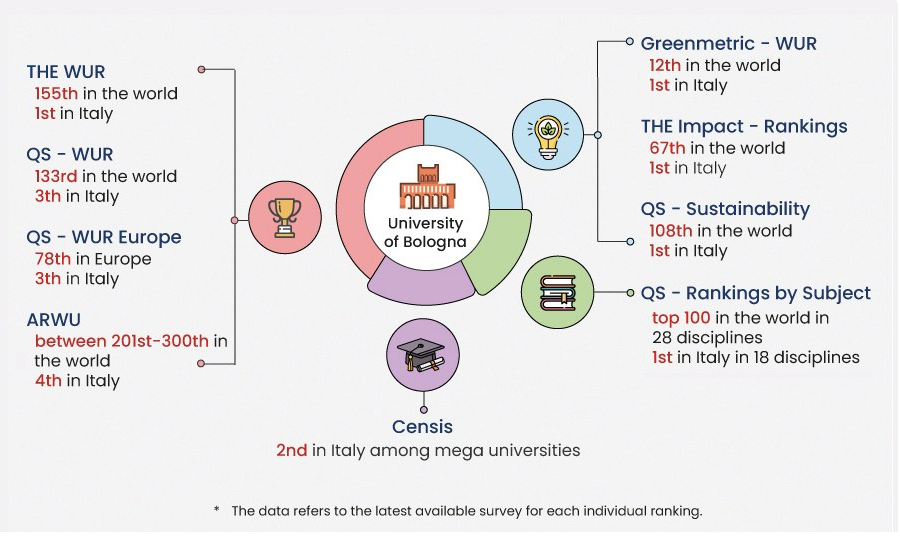 THE WUR
155th in the world
1st in Italy
QS - WUR
133rd in the world
3th in Italy
QS - WUR Europe
78th in Europe
3th in Italy
ARWU
between 201st-300th in
the world
4th in Italy
University
of Bologna
Greenmetric - WUR
12th in the world
1st in Italy
THE Impact - Rankings
67th in the world
1st in Italy
QS - Sustainability
108th in the world
1st in Italy
QS - Rankings by Subject
top 100 in the world in
28 disciplines
1st in Italy in 18 disciplines
Censis
2nd in Italy among mega universities
* The data refers to the latest available survey for each individual ranking.